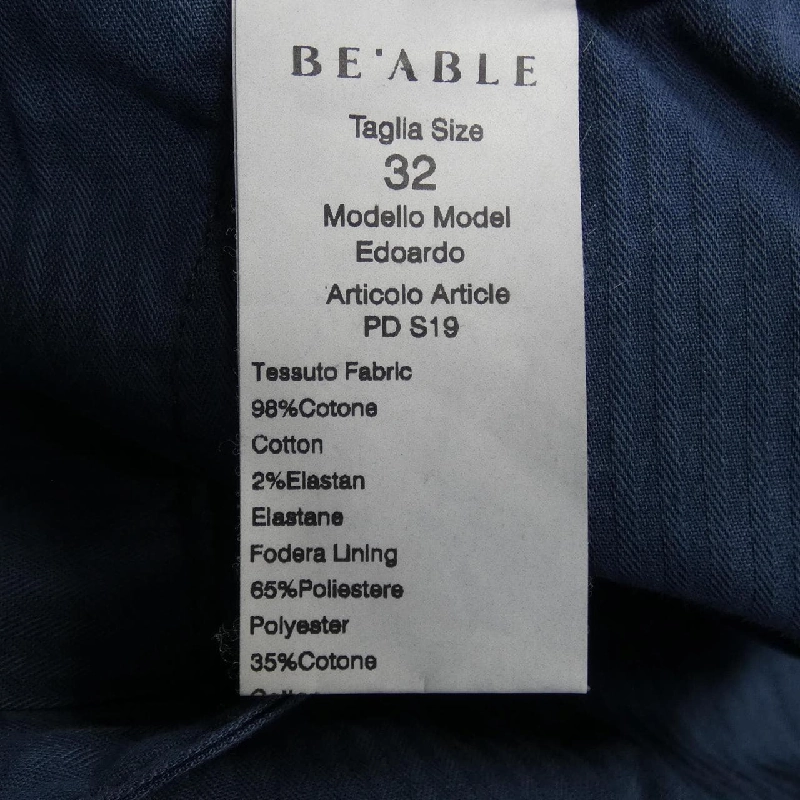 BE'ABLE
Taglia Size
32
Modello Model
Edoardo
Articolo Article
PD S19
Tessuto Fabric
98%Cotone
Cotton
2%Elastan
Elastane
Fodera Lining
65%Poliestere
Polyester
35%Cotone